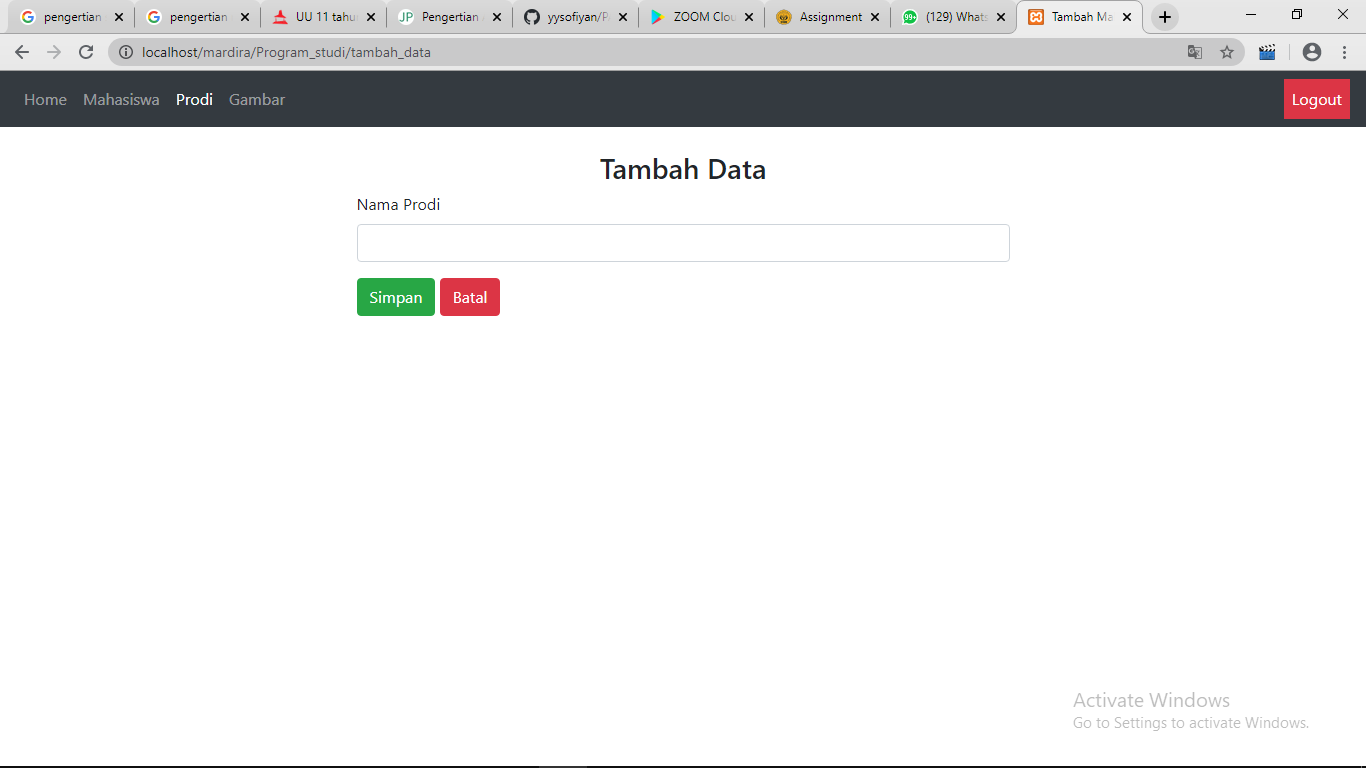 pengertian
pengertian
UU 11 tahu
Pengertian
yysofiyan/P
ZOOM Clou
Assignment
(129) Whats
Tambah Ma
localhost/mardira/Program_studi/tambah_data
Home Mahasiswa Prodi Gambar Logout
Tambah Data
Nama Prodi
Simpan Batal
Activate Windows
Go to Settings to activate Windows.